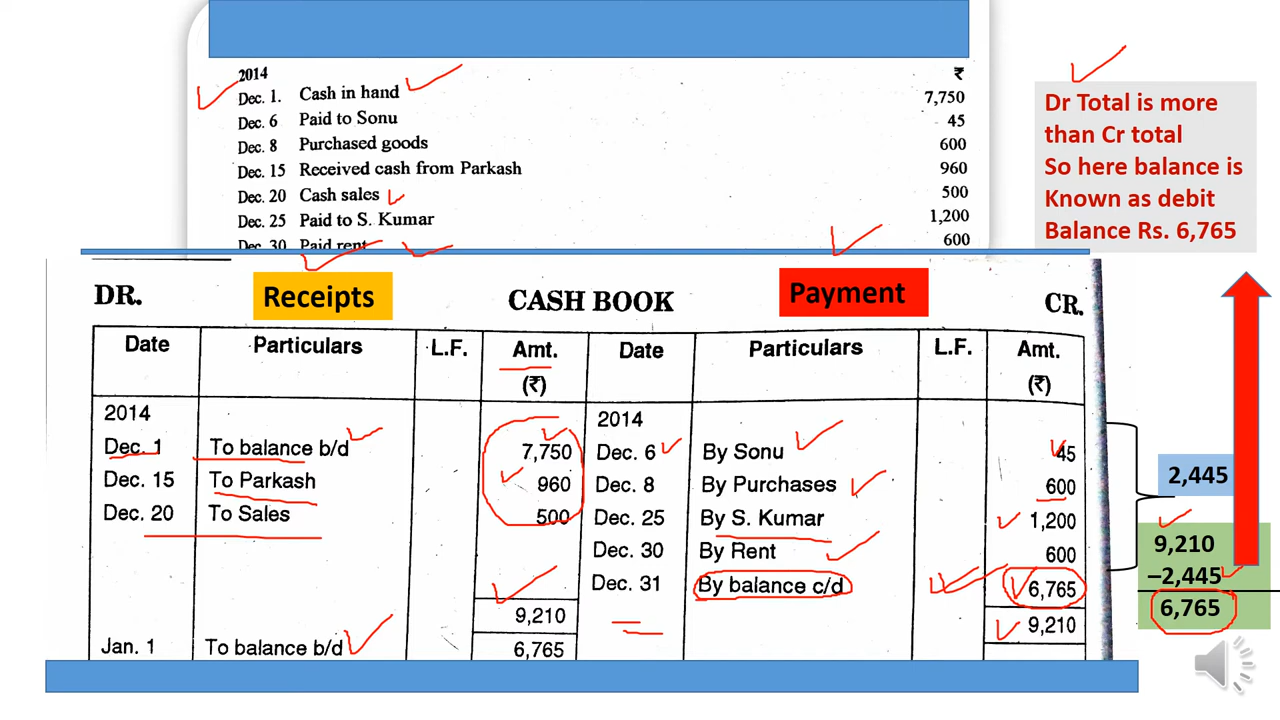 2014 ₹
Dec. 1. Cash in hand 7,750
Dec. 6 Paid to Sonu 45
Dec. 8 Purchased goods 600
Dec. 15 Received cash from Parkash 960
Dec. 20 Cash sales 500
Dec. 25 Paid to S. Kumar 1,200
Dec. 30 Paid rent 600
Dr Total is more
than Cr total
So here balance is
Known as debit
Balance Rs. 6,765
DR. Receipts CASH BOOK Payment CR.
Date Particulars L.F. Amt. Date Particulars L.F. Amt.
(₹) (₹)
2014 2014
Dec. 1 To balance b/d 7,750 Dec. 6 By Sonu 45
Dec. 15 To Parkash 960 Dec. 8 By Purchases 600
Dec. 20 To Sales 500 Dec. 25 By S. Kumar 1,200
Dec. 30 By Rent 600
Dec. 31 By balance c/d 6,765
9,210 9,210
Jan. 1 To balance b/d 6,765
2,445
9,210
–2,445
6,765